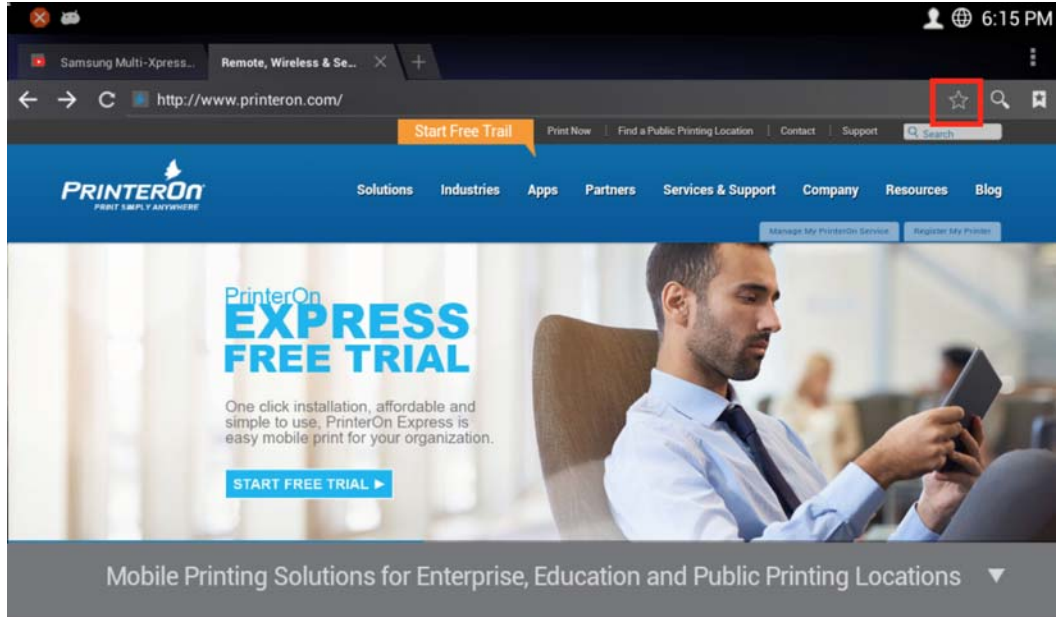 6:15 PM
Samsung Multi-Xpress...
Remote, Wireless & Se...
http://www.printeron.com/
Start Free Trail
Print Now | Find a Public Printing Location | Contact | Support
Search
PRINTERON
PRINT SIMPLY ANYWHERE
Solutions Industries Apps Partners Services & Support Company Resources Blog
Manage My PrinterOn Service Register My Printer
PrinterOn
EXPRESS
FREE TRIAL
One click installation, affordable and
simple to use, PrinterOn Express is
easy mobile print for your organization.
START FREE TRIAL ►
Mobile Printing Solutions for Enterprise, Education and Public Printing Locations ▼